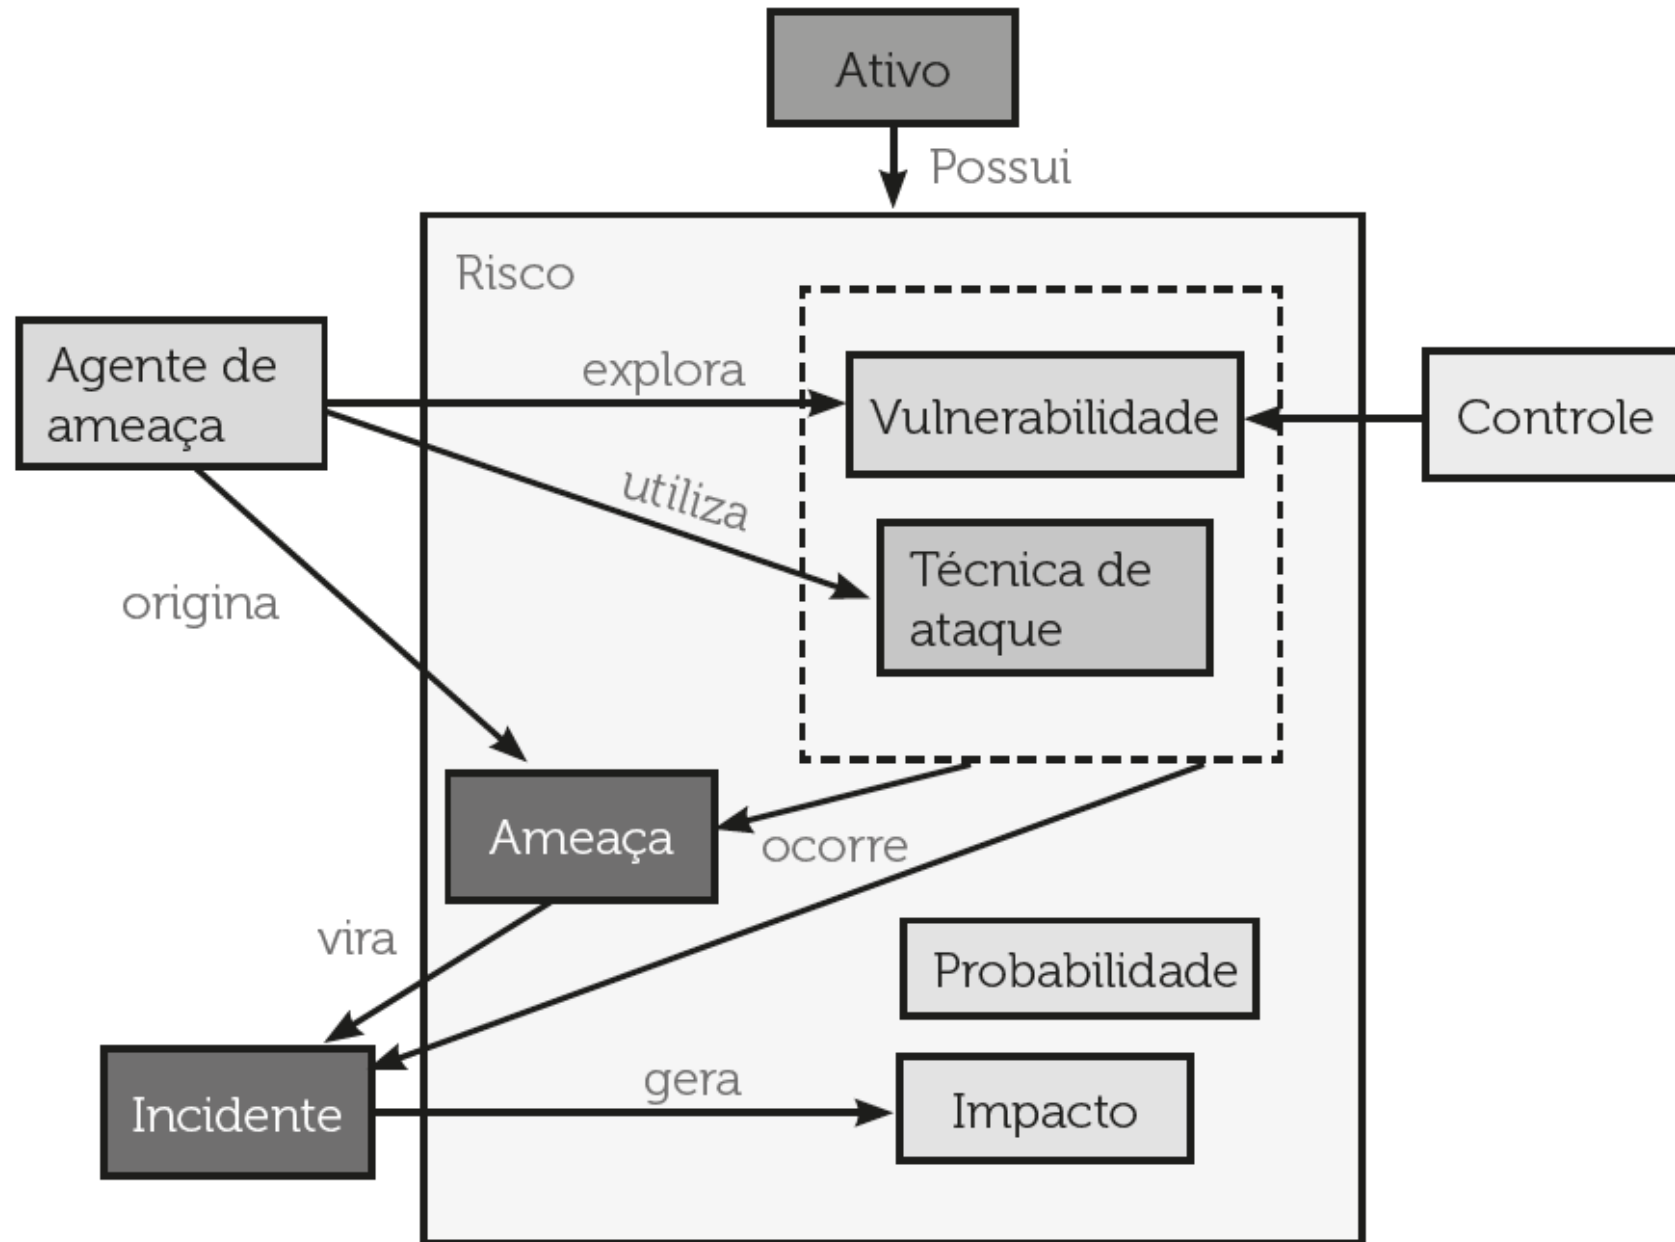 Ativo
Possui
Risco
Agente de
ameaça
explora
Vulnerabilidade
Controle
utiliza
Técnica de
ataque
origina
Ameaça
ocorre
vira
Probabilidade
Incidente
gera
Impacto